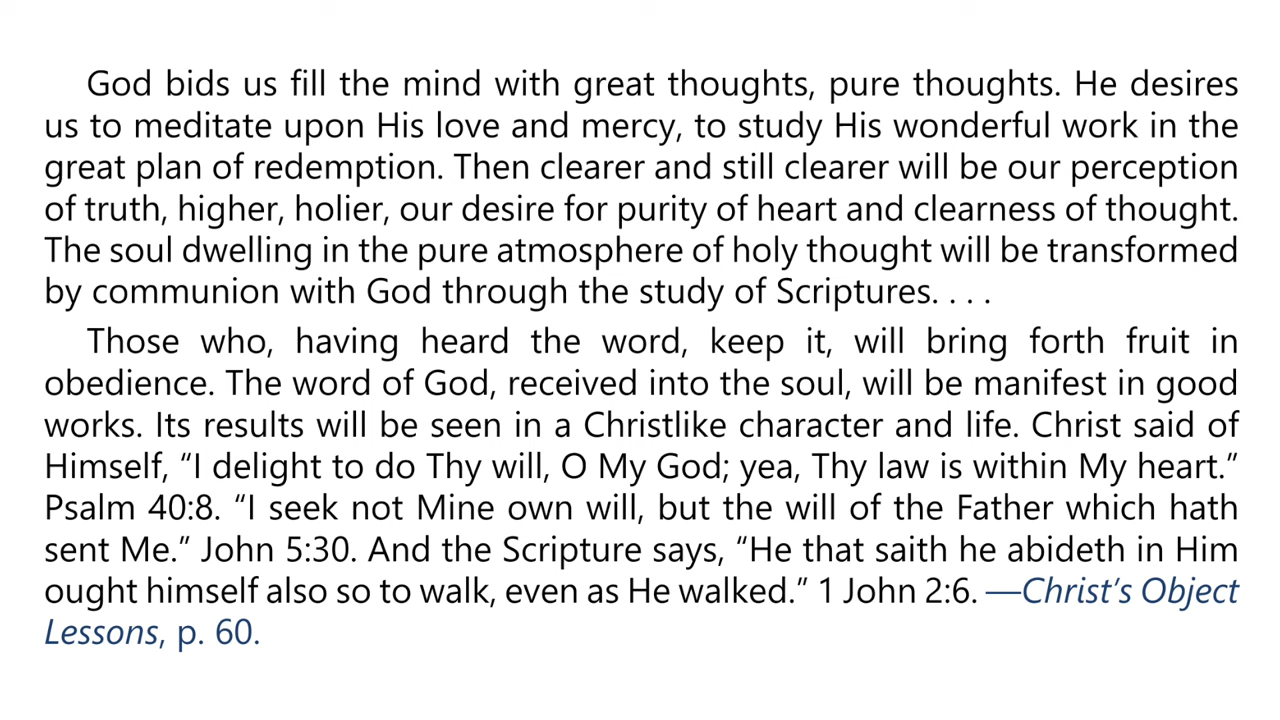 God bids us fill the mind with great thoughts, pure thoughts. He desires
us to meditate upon His love and mercy, to study His wonderful work in the
great plan of redemption. Then clearer and still clearer will be our perception
of truth, higher, holier, our desire for purity of heart and clearness of thought.
The soul dwelling in the pure atmosphere of holy thought will be transformed
by communion with God through the study of Scriptures. . . .
Those who, having heard the word, keep it, will bring forth fruit in
obedience. The word of God, received into the soul, will be manifest in good
works. Its results will be seen in a Christlike character and life. Christ said of
Himself, “I delight to do Thy will, O My God; yea, Thy law is within My heart.”
Psalm 40:8. “I seek not Mine own will, but the will of the Father which hath
sent Me.” John 5:30. And the Scripture says, “He that saith he abideth in Him
ought himself also so to walk, even as He walked.” 1 John 2:6. —Christ’s Object
Lessons, p. 60.